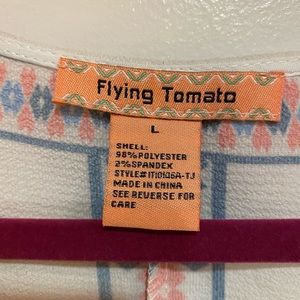 Flying Tomato
L
SHELL:
98%POLYESTER
2%SPANDEX
STYLE#IT10106A-TJ
MADE IN CHINA
SEE REVERSE FOR
CARE